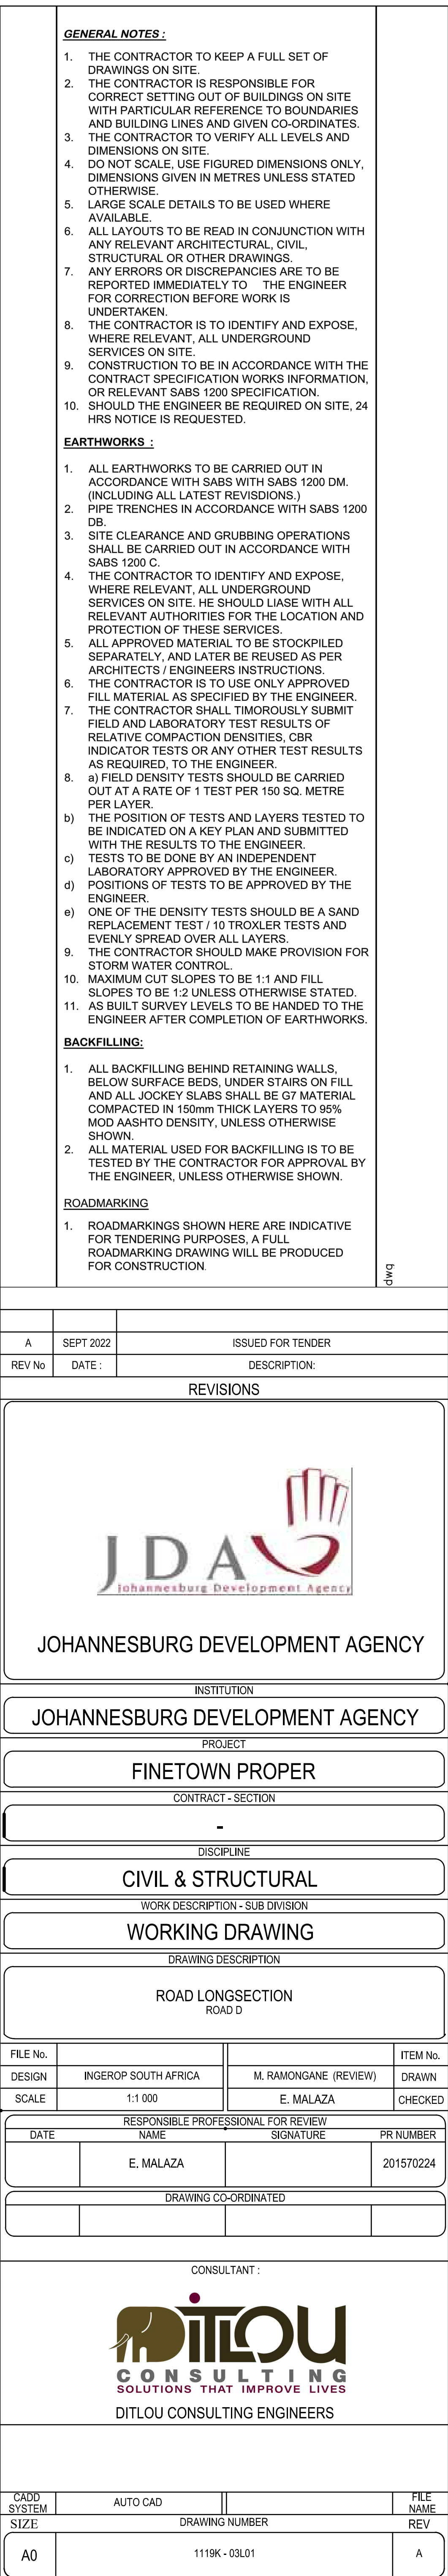 GENERAL NOTES :
1. THE CONTRACTOR TO KEEP A FULL SET OF
DRAWINGS ON SITE.
2. THE CONTRACTOR IS RESPONSIBLE FOR
CORRECT SETTING OUT OF BUILDINGS ON SITE
WITH PARTICULAR REFERENCE TO BOUNDARIES
AND BUILDING LINES AND GIVEN CO-ORDINATES.
3. THE CONTRACTOR TO VERIFY ALL LEVELS AND
DIMENSIONS ON SITE.
4. DO NOT SCALE, USE FIGURED DIMENSIONS ONLY,
DIMENSIONS GIVEN IN METRES UNLESS STATED
OTHERWISE.
5. LARGE SCALE DETAILS TO BE USED WHERE
AVAILABLE.
6. ALL LAYOUTS TO BE READ IN CONJUNCTION WITH
ANY RELEVANT ARCHITECTURAL, CIVIL,
STRUCTURAL OR OTHER DRAWINGS.
7. ANY ERRORS OR DISCREPANCIES ARE TO BE
REPORTED IMMEDIATELY TO THE ENGINEER
FOR CORRECTION BEFORE WORK IS
UNDERTAKEN.
8. THE CONTRACTOR IS TO IDENTIFY AND EXPOSE,
WHERE RELEVANT, ALL UNDERGROUND
SERVICES ON SITE.
9. CONSTRUCTION TO BE IN ACCORDANCE WITH THE
CONTRACT SPECIFICATION WORKS INFORMATION,
OR RELEVANT SABS 1200 SPECIFICATION.
10. SHOULD THE ENGINEER BE REQUIRED ON SITE, 24
HRS NOTICE IS REQUESTED.
EARTHWORKS :
1. ALL EARTHWORKS TO BE CARRIED OUT IN
ACCORDANCE WITH SABS WITH SABS 1200 DM.
(INCLUDING ALL LATEST REVISDIONS.)
2. PIPE TRENCHES IN ACCORDANCE WITH SABS 1200
DB.
3. SITE CLEARANCE AND GRUBBING OPERATIONS
SHALL BE CARRIED OUT IN ACCORDANCE WITH
SABS 1200 C.
4. THE CONTRACTOR TO IDENTIFY AND EXPOSE,
WHERE RELEVANT, ALL UNDERGROUND
SERVICES ON SITE. HE SHOULD LIASE WITH ALL
RELEVANT AUTHORITIES FOR THE LOCATION AND
PROTECTION OF THESE SERVICES.
5. ALL APPROVED MATERIAL TO BE STOCKPILED
SEPARATELY, AND LATER BE REUSED AS PER
ARCHITECTS / ENGINEERS INSTRUCTIONS.
6. THE CONTRACTOR IS TO USE ONLY APPROVED
FILL MATERIAL AS SPECIFIED BY THE ENGINEER.
7. THE CONTRACTOR SHALL TIMOROUSLY SUBMIT
FIELD AND LABORATORY TEST RESULTS OF
RELATIVE COMPACTION DENSITIES, CBR
INDICATOR TESTS OR ANY OTHER TEST RESULTS
AS REQUIRED, TO THE ENGINEER.
8. a) FIELD DENSITY TESTS SHOULD BE CARRIED
OUT AT A RATE OF 1 TEST PER 150 SQ. METRE
PER LAYER.
b) THE POSITION OF TESTS AND LAYERS TESTED TO
BE INDICATED ON A KEY PLAN AND SUBMITTED
WITH THE RESULTS TO THE ENGINEER.
c) TESTS TO BE DONE BY AN INDEPENDENT
LABORATORY APPROVED BY THE ENGINEER.
d) POSITIONS OF TESTS TO BE APPROVED BY THE
ENGINEER.
e) ONE OF THE DENSITY TESTS SHOULD BE A SAND
REPLACEMENT TEST / 10 TROXLER TESTS AND
EVENLY SPREAD OVER ALL LAYERS.
9. THE CONTRACTOR SHOULD MAKE PROVISION FOR
STORM WATER CONTROL.
10. MAXIMUM CUT SLOPES TO BE 1:1 AND FILL
SLOPES TO BE 1:2 UNLESS OTHERWISE STATED.
11. AS BUILT SURVEY LEVELS TO BE HANDED TO THE
ENGINEER AFTER COMPLETION OF EARTHWORKS.
BACKFILLING:
1. ALL BACKFILLING BEHIND RETAINING WALLS,
BELOW SURFACE BEDS, UNDER STAIRS ON FILL
AND ALL JOCKEY SLABS SHALL BE G7 MATERIAL
COMPACTED IN 150mm THICK LAYERS TO 95%
MOD AASHTO DENSITY, UNLESS OTHERWISE
SHOWN.
2. ALL MATERIAL USED FOR BACKFILLING IS TO BE
TESTED BY THE CONTRACTOR FOR APPROVAL BY
THE ENGINEER, UNLESS OTHERWISE SHOWN.
ROADMARKING
1. ROADMARKINGS SHOWN HERE ARE INDICATIVE
FOR TENDERING PURPOSES, A FULL
ROADMARKING DRAWING WILL BE PRODUCED
FOR CONSTRUCTION.
dwg
A SEPT 2022 ISSUED FOR TENDER
REV No DATE : DESCRIPTION:
REVISIONS
JDA
Johannesburg Development Agency
JOHANNESBURG DEVELOPMENT AGENCY
INSTITUTION
JOHANNESBURG DEVELOPMENT AGENCY
PROJECT
FINETOWN PROPER
CONTRACT - SECTION
-
DISCIPLINE
CIVIL & STRUCTURAL
WORK DESCRIPTION - SUB DIVISION
WORKING DRAWING
DRAWING DESCRIPTION
ROAD LONGSECTION
ROAD D
FILE No. ITEM No.
DESIGN INGEROP SOUTH AFRICA M. RAMONGANE (REVIEW) DRAWN
SCALE 1:1 000 E. MALAZA CHECKED
RESPONSIBLE PROFESSIONAL FOR REVIEW
DATE NAME SIGNATURE PR NUMBER
E. MALAZA 201570224
DRAWING CO-ORDINATED
CONSULTANT :
DiTLOU
CONSULTING
SOLUTIONS THAT IMPROVE LIVES
DITLOU CONSULTING ENGINEERS
CADD SYSTEM AUTO CAD FILE NAME
SIZE DRAWING NUMBER REV
A0 1119K - 03L01 A